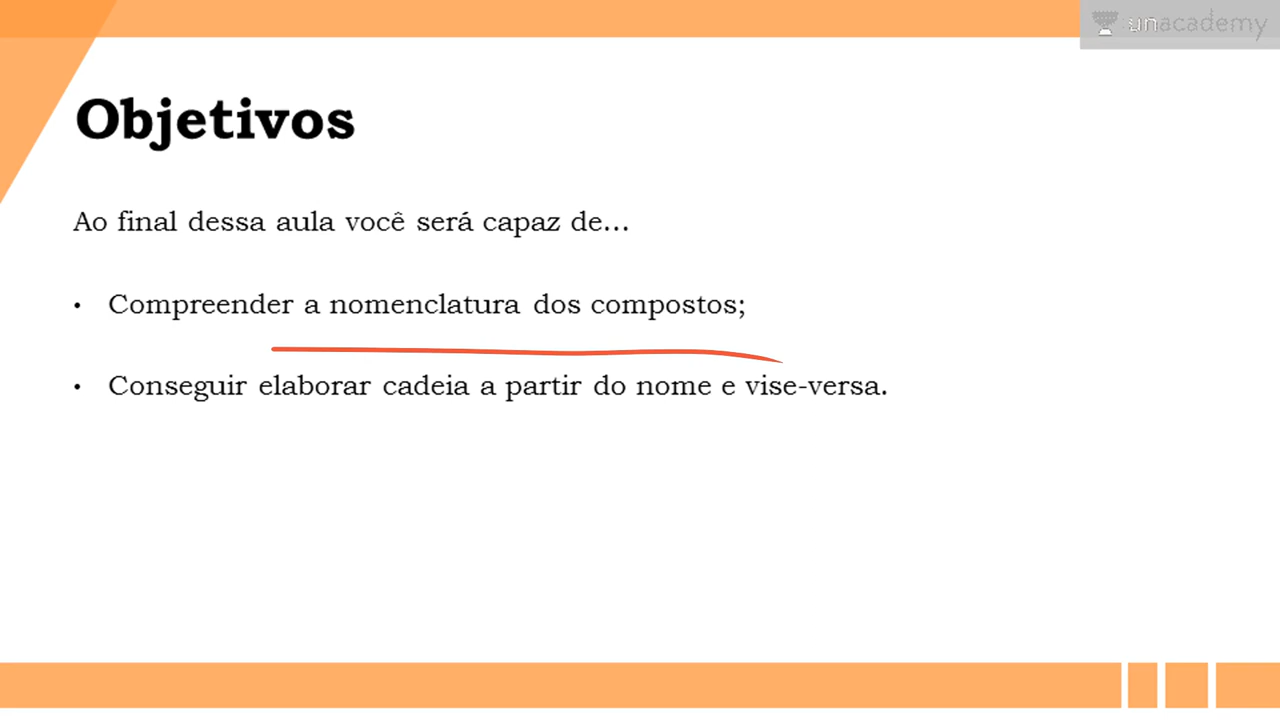 unacademy
Objetivos
Ao final dessa aula você será capaz de...
• Compreender a nomenclatura dos compostos;
• Conseguir elaborar cadeia a partir do nome e vise-versa.